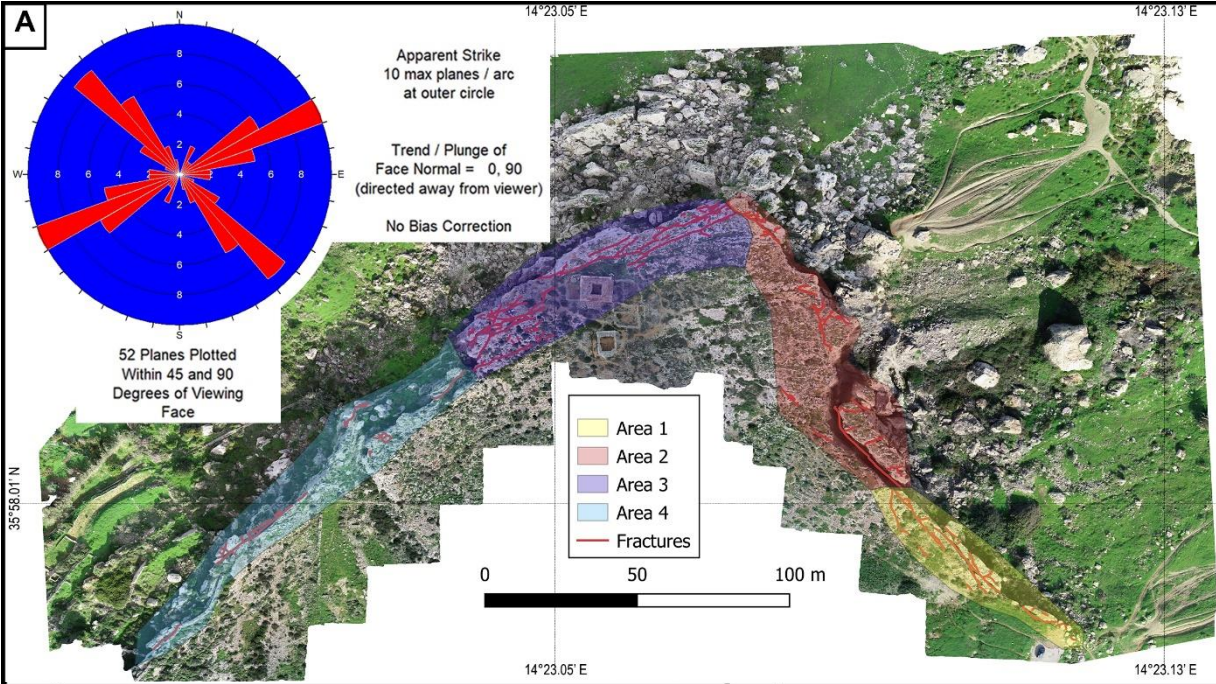 A
14°23.05' E
14°23.13' E
N
8
6
4
2
W
8
6
4
2
2
4
6
8
E
2
4
6
8
S
Apparent Strike
10 max planes / arc
at outer circle
Trend / Plunge of
Face Normal = 0, 90
(directed away from viewer)
No Bias Correction
52 Planes Plotted
Within 45 and 90
Degrees of Viewing
Face
35°58.01' N
Area 1
Area 2
Area 3
Area 4
Fractures
0 50 100 m
14°23.05' E
14°23.13' E